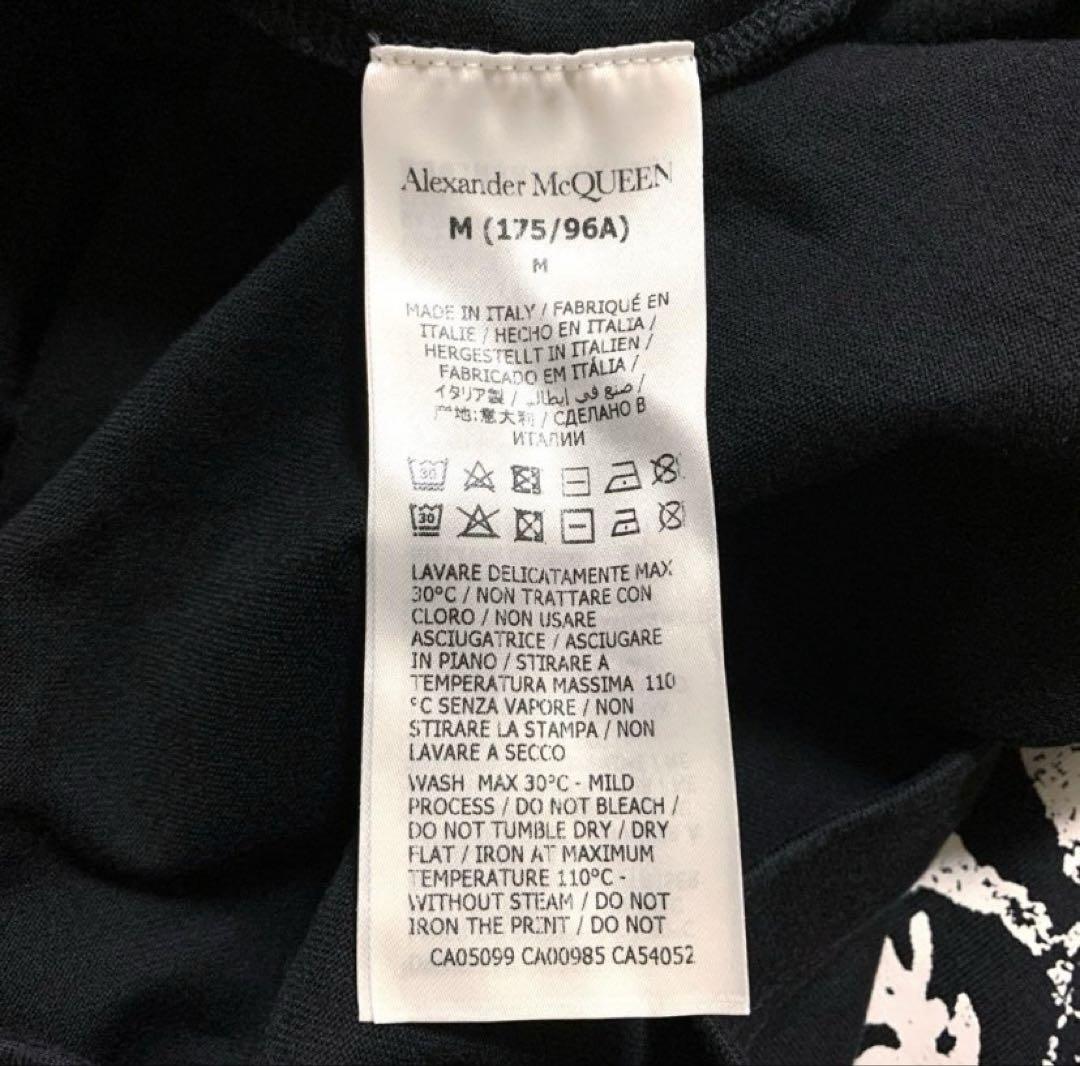 Alexander McQUEEN
M (175/96A)
M
MADE IN ITALY / FABRIQUÉ EN
ITALIE / HECHO EN ITALIA /
HERGESTELLT IN ITALIEN /
FABRICADO EM ITÁLIA /
イタリア製 / صنع في إيطاليا /
产地:意大利 / СДЕЛАНО В
ИТАЛИИ
30
30
LAVARE DELICATAMENTE MAX
30°C / NON TRATTARE CON
CLORO / NON USARE
ASCIUGATRICE / ASCIUGARE
IN PIANO / STIRARE A
TEMPERATURA MASSIMA 110
°C SENZA VAPORE / NON
STIRARE LA STAMPA / NON
LAVARE A SECCO
WASH MAX 30°C - MILD
PROCESS / DO NOT BLEACH /
DO NOT TUMBLE DRY / DRY
FLAT / IRON AT MAXIMUM
TEMPERATURE 110°C -
WITHOUT STEAM / DO NOT
IRON THE PRINT / DO NOT
CA05099 CA00985 CA54052